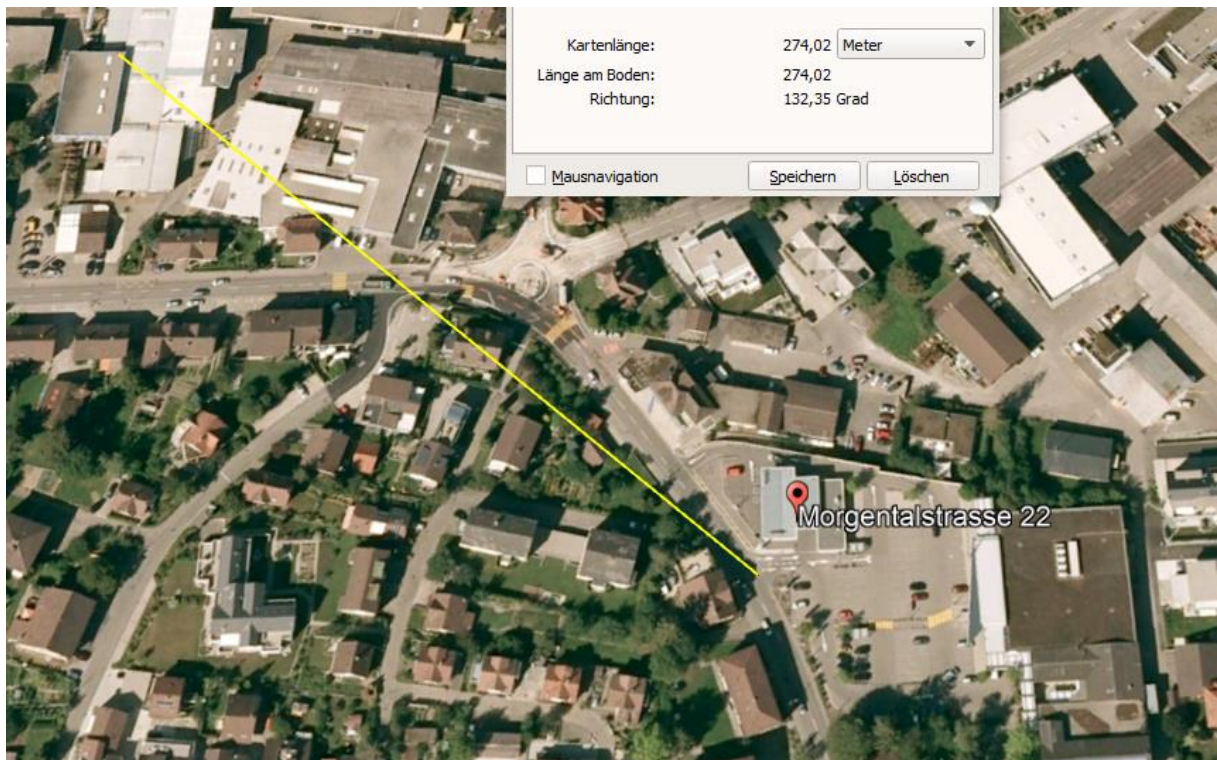 Kartenlänge: 274,02 Meter
Länge am Boden: 274,02
Richtung: 132,35 Grad
Mausnavigation Speichern Löschen
Morgentalstrasse 22